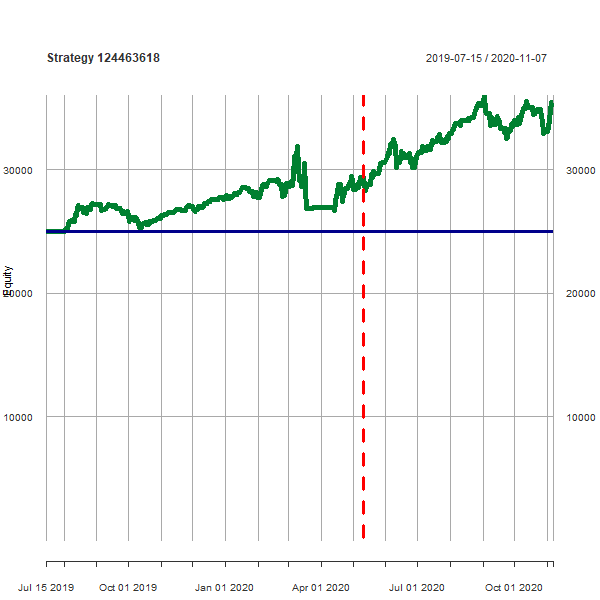 Strategy 124463618
2019-07-15 / 2020-11-07
30000
30000
Equity
20000
20000
10000
10000
Jul 15 2019
Oct 01 2019
Jan 01 2020
Apr 01 2020
Jul 01 2020
Oct 01 2020